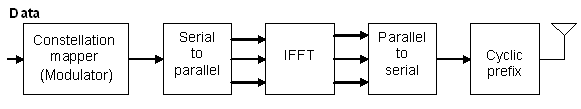 Data
Constellation
mapper
(Modulator)
Serial
to
parallel
IFFT
Parallel
to
serial
Cyclic
prefix